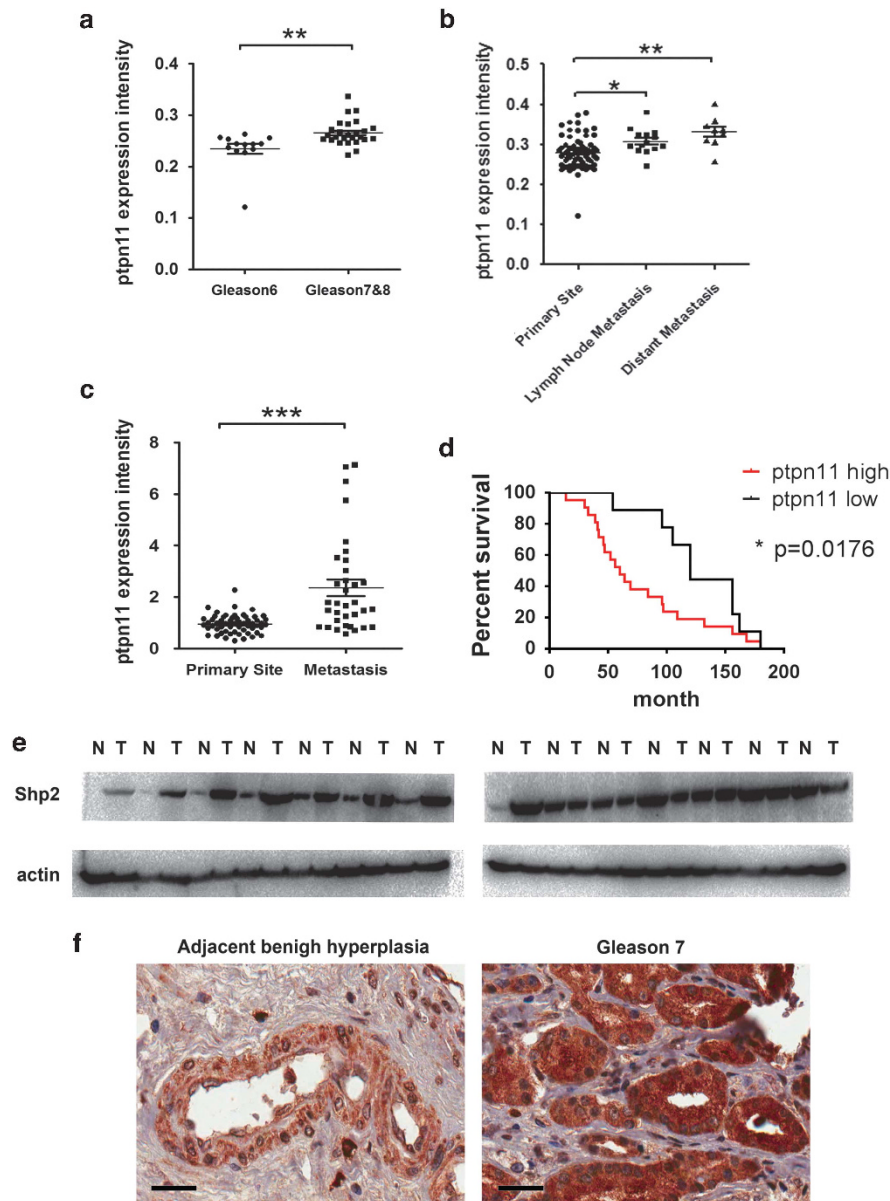 a
**
ptpn11 expression intensity
0.4
0.3
0.2
0.1
0.0
Gleason6
Gleason7&8
b
**
*
ptpn11 expression intensity
0.5
0.4
0.3
0.2
0.1
0.0
Primary Site
Lymph Node Metastasis
Distant Metastasis
c
***
ptpn11 expression intensity
8
6
4
2
0
Primary Site
Metastasis
d
ptpn11 high
ptpn11 low
* p=0.0176
Percent survival
100
80
60
40
20
0
0 50 100 150 200
month
e
N T N T N T N T N T N T N T
N T N T N T N T N T N T N T
Shp2
actin
f
Adjacent benigh hyperplasia
Gleason 7